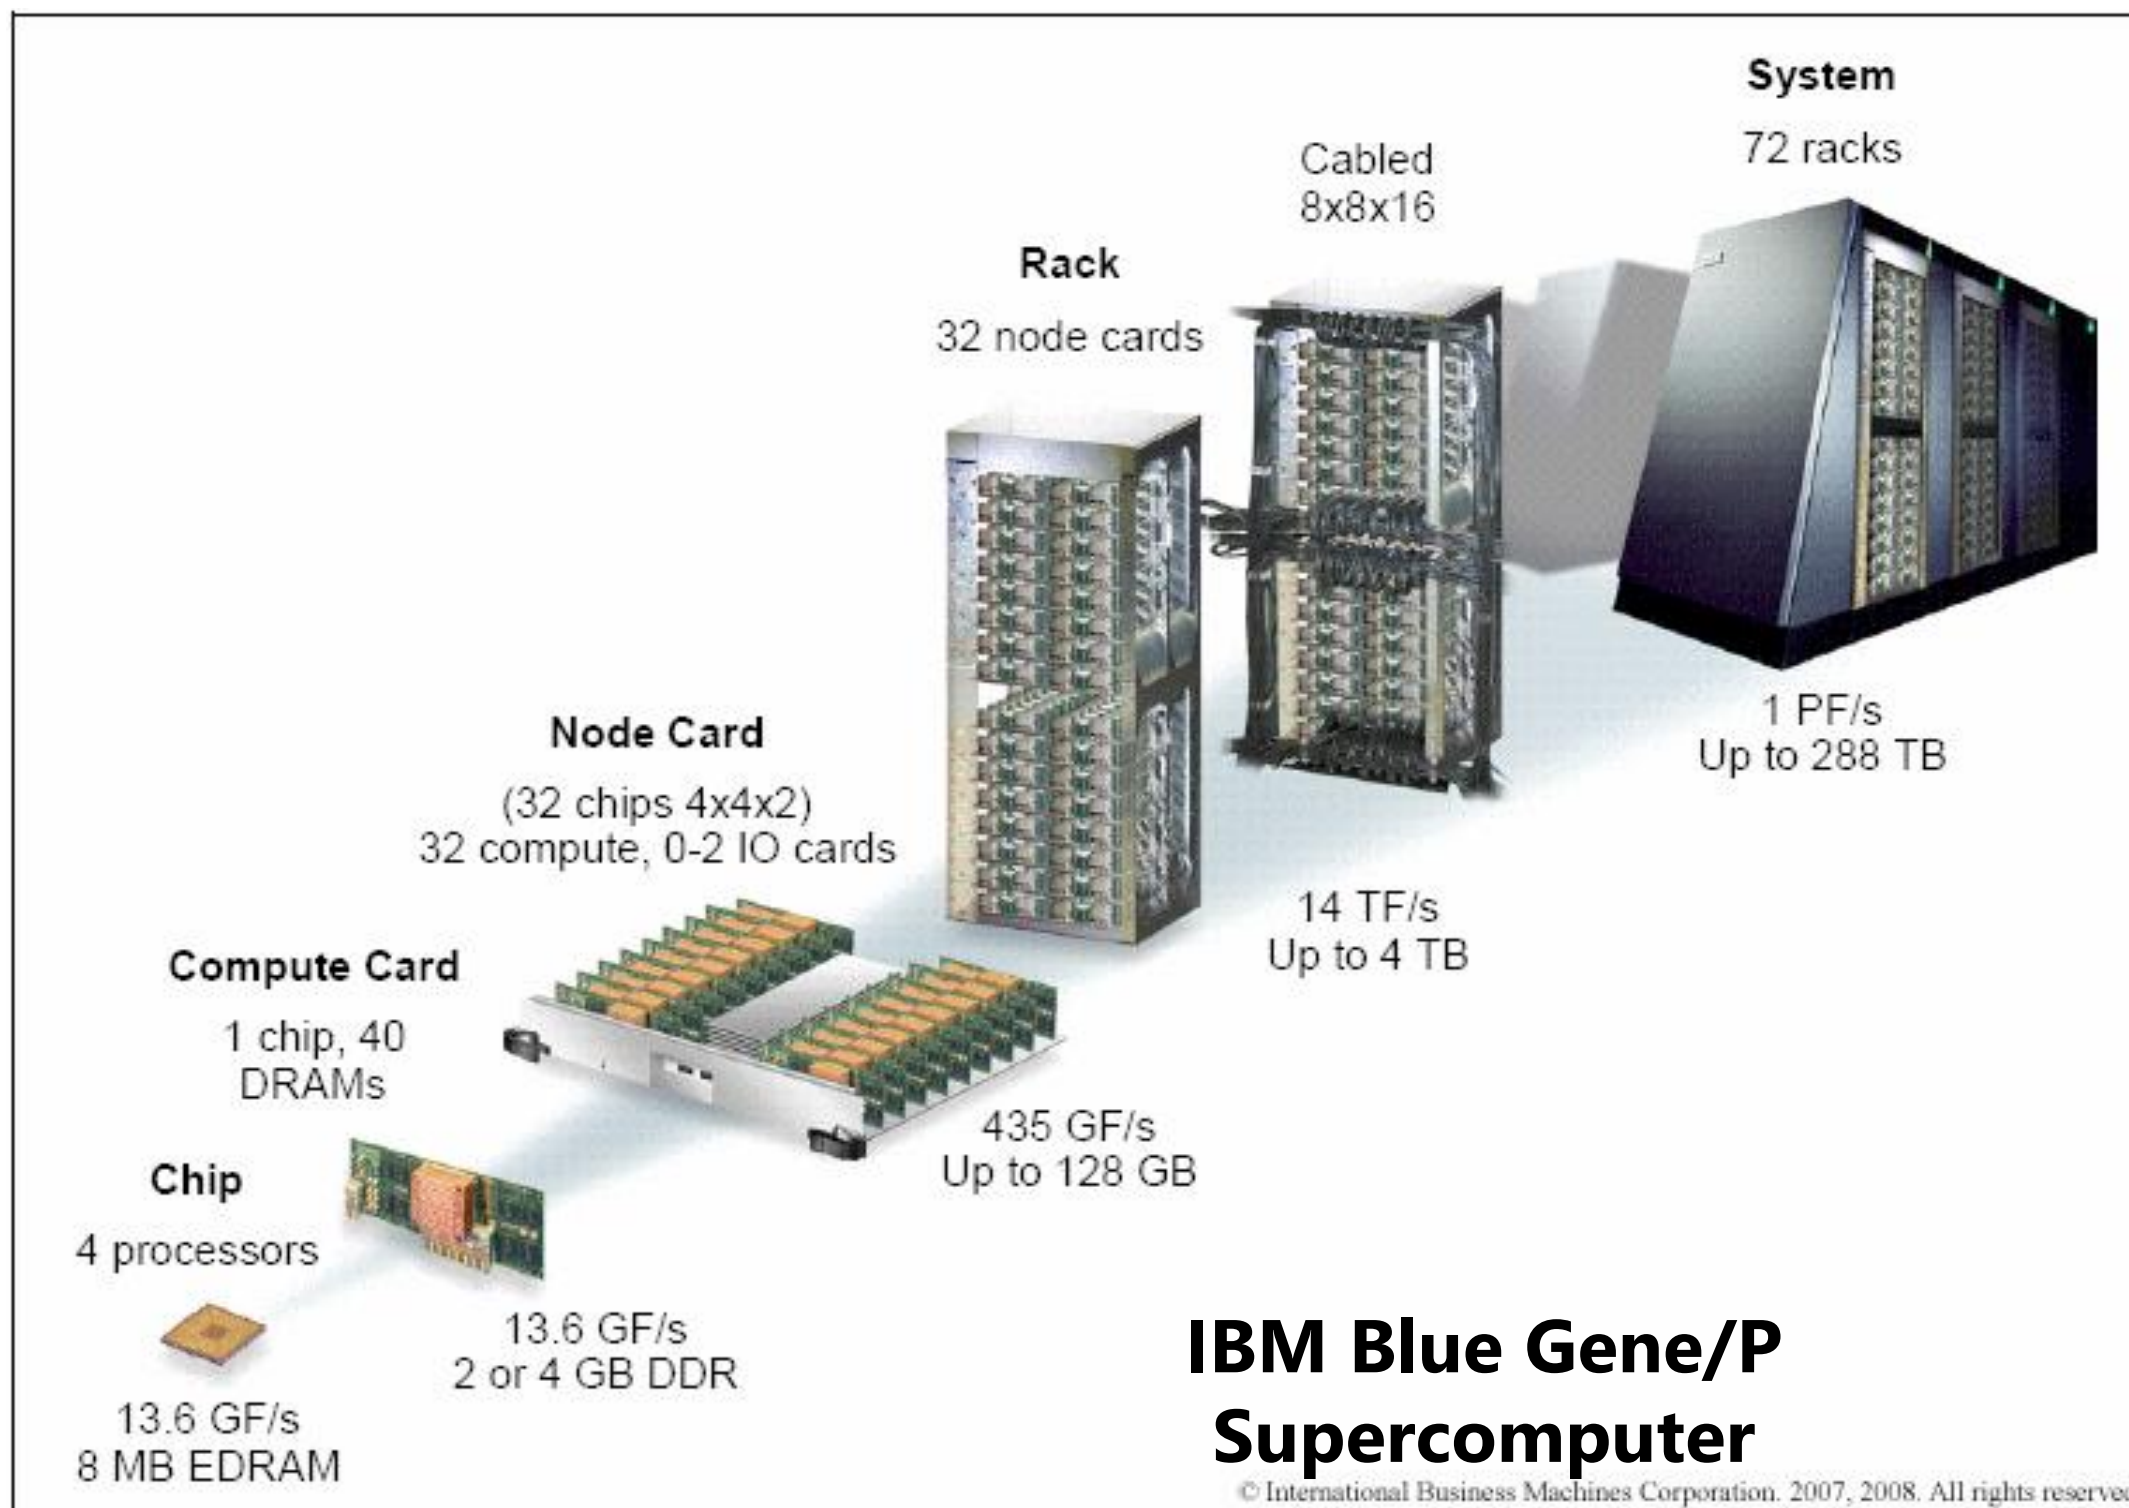 System
72 racks
Cabled
8x8x16
Rack
32 node cards
1 PF/s
Up to 288 TB
Node Card
(32 chips 4x4x2)
32 compute, 0-2 IO cards
14 TF/s
Up to 4 TB
Compute Card
1 chip, 40
DRAMs
435 GF/s
Up to 128 GB
Chip
4 processors
13.6 GF/s
2 or 4 GB DDR
13.6 GF/s
8 MB EDRAM
IBM Blue Gene/P
Supercomputer
© International Business Machines Corporation. 2007, 2008. All rights reserved